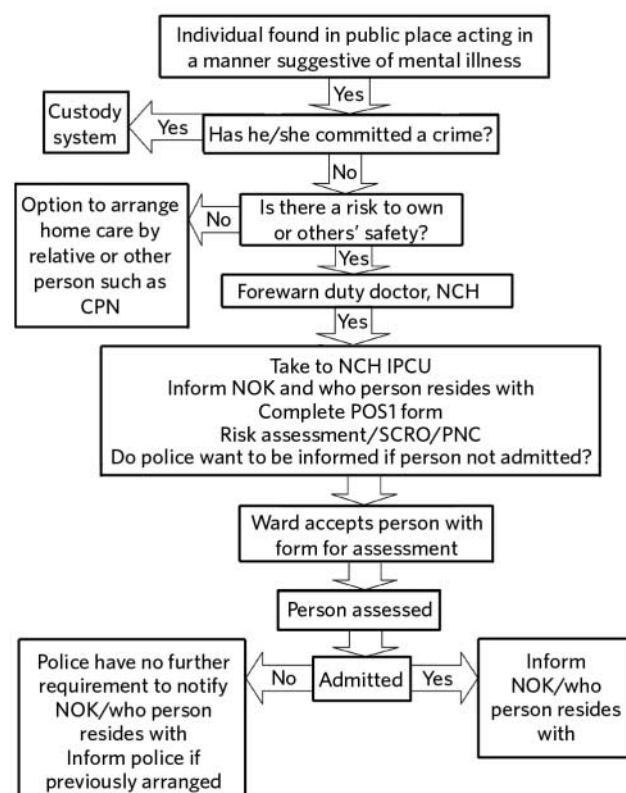 Individual found in public place acting in
a manner suggestive of mental illness
Yes
Custody
system
Yes
Has he/she committed a crime?
No
Option to arrange
home care by
relative or other
person such as
CPN
No
Is there a risk to own
or others' safety?
Yes
Forewarn duty doctor, NCH
Yes
Take to NCH IPCU
Inform NOK and who person resides with
Complete POS1 form
Risk assessment/SCRO/PNC
Do police want to be informed if person not admitted?
Ward accepts person with
form for assessment
Person assessed
Police have no further
requirement to notify
NOK/who person
resides with
Inform police if
previously arranged
No
Admitted
Yes
Inform
NOK/who
person resides
with